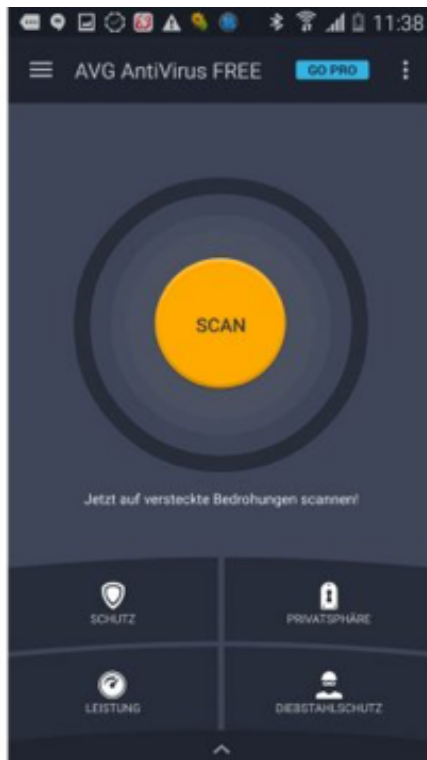 11:38
AVG AntiVirus FREE
GO PRO
SCAN
Jetzt auf versteckte Bedrohungen scannen!
SCHUTZ
PRIVATSPHÄRE
LEISTUNG
DIEBSTAHLSCHUTZ